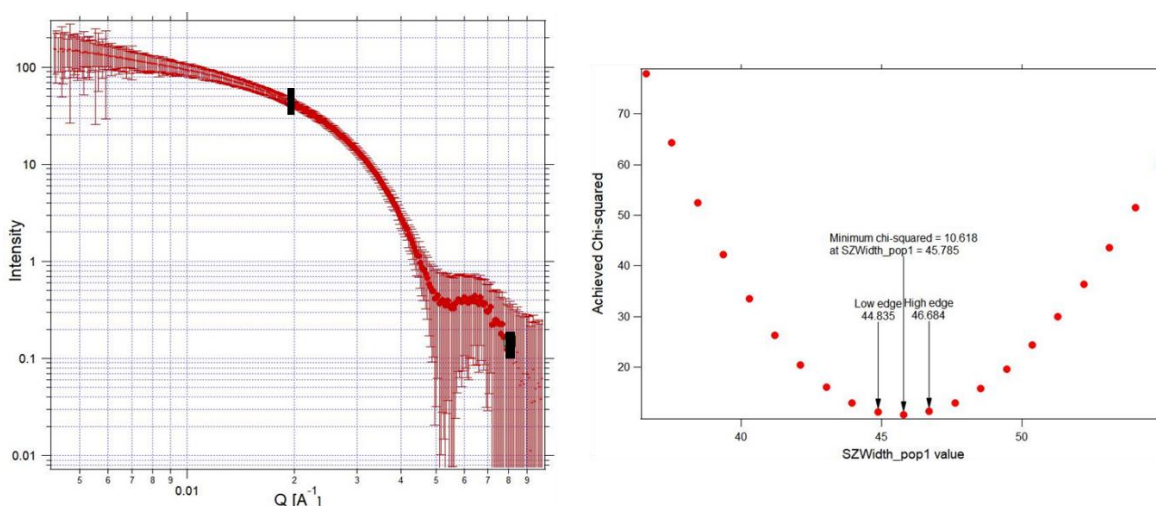 100
10
1
0.1
0.01
Intensity
5 6 7 8 9 2 3 4 5 6 7 8 9
0.01
Q [A⁻¹]
70
60
50
40
30
20
Achieved Chi-squared
Minimum chi-squared = 10.618
at SZWidth_pop1 = 45.785
Low edge High edge
44.835 46.684
40 45 50
SZWidth_pop1 value